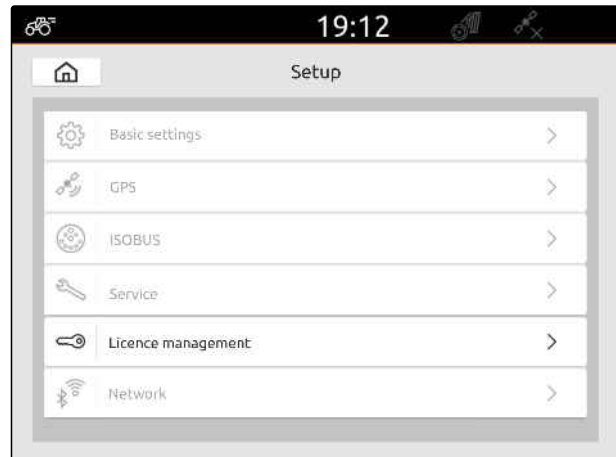 19:12
Setup
Basic settings
GPS
ISOBUS
Service
Licence management
Network